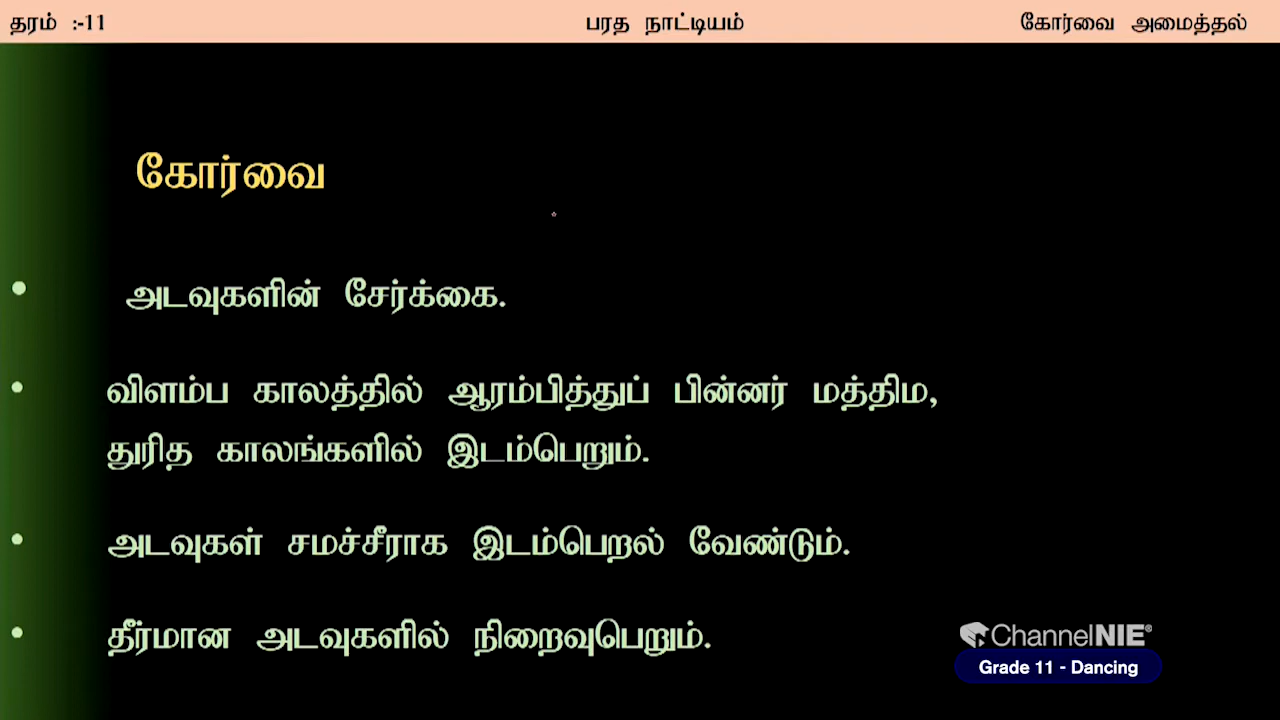 தரம் :-11 பரத நாட்டியம் கோர்வை அமைத்தல்
கோர்வை
• அடவுகளின் சேர்க்கை.
• விளம்ப காலத்தில் ஆரம்பித்துப் பின்னர் மத்திம,
துரித காலங்களில் இடம்பெறும்.
• அடவுகள் சமச்சீராக இடம்பெறல் வேண்டும்.
• தீர்மான அடவுகளில் நிறைவுபெறும்.
ChannelNIE®
Grade 11 - Dancing